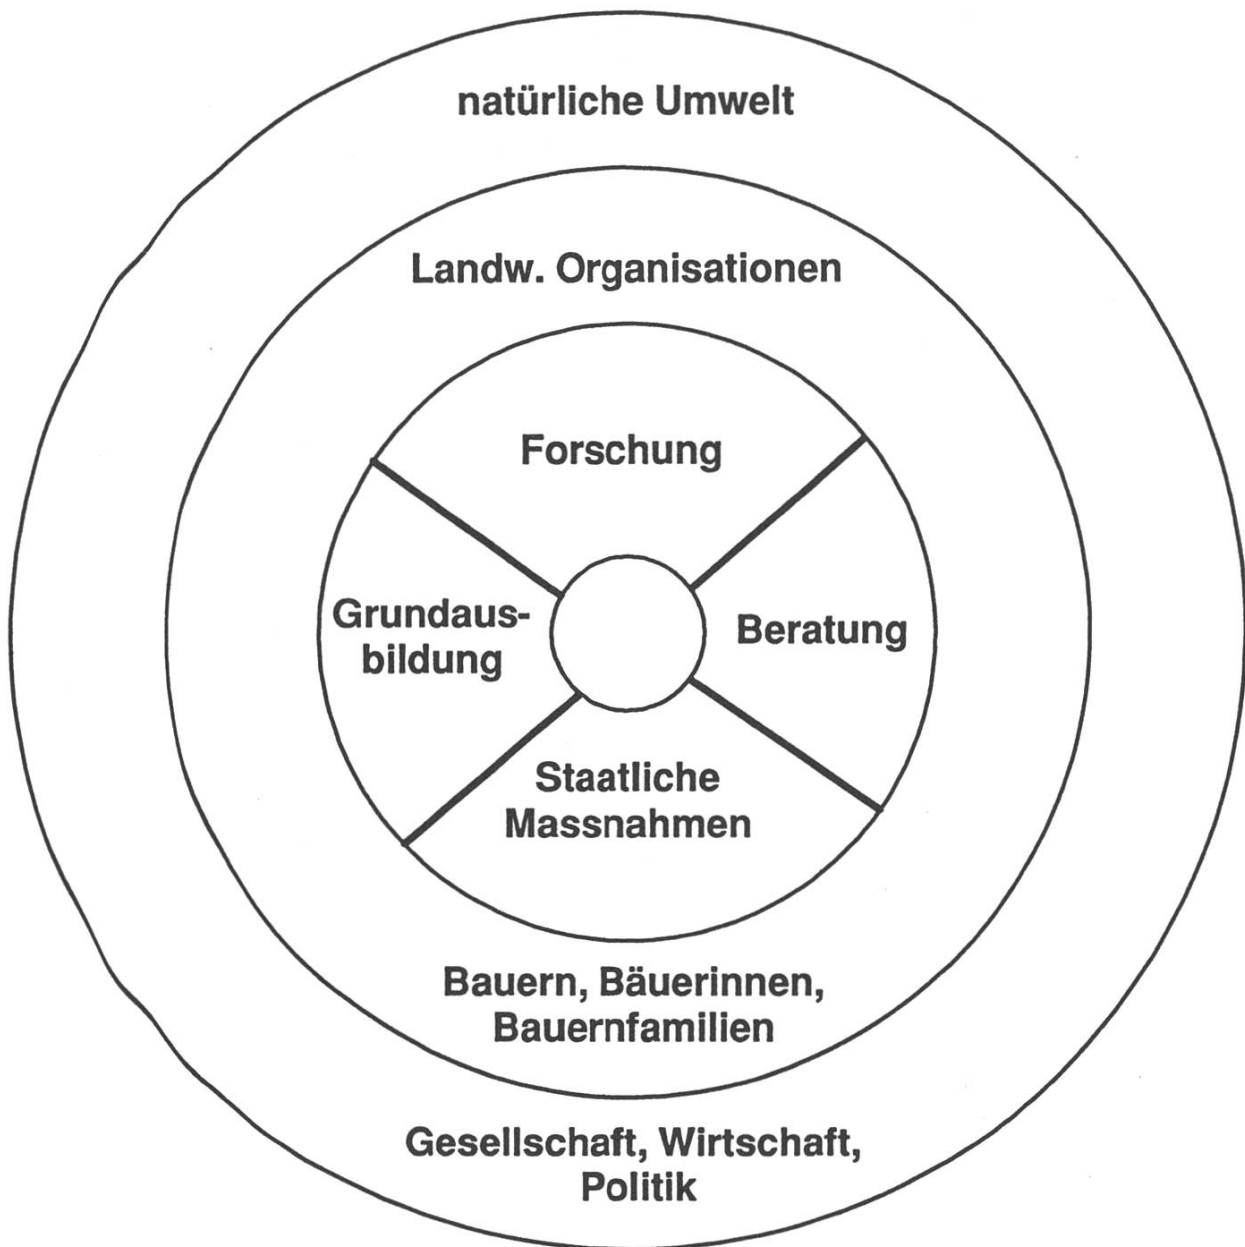 natürliche Umwelt
Landw. Organisationen
Forschung
Grundaus-
bildung
Beratung
Staatliche
Massnahmen
Bauern, Bäuerinnen,
Bauernfamilien
Gesellschaft, Wirtschaft,
Politik